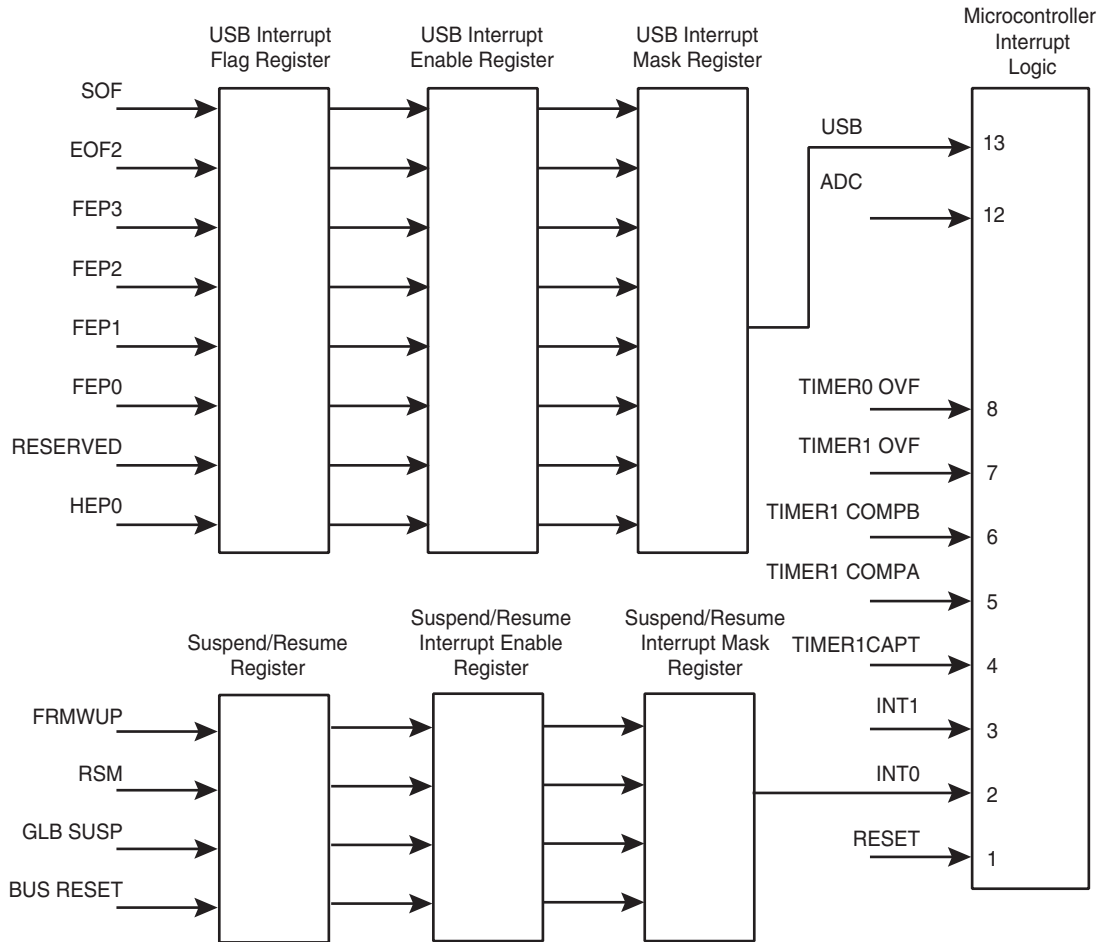 USB Interrupt
Flag Register
USB Interrupt
Enable Register
USB Interrupt
Mask Register
Microcontroller
Interrupt
Logic
SOF
EOF2
FEP3
FEP2
FEP1
FEP0
RESERVED
HEP0
USB
13
ADC
12
TIMER0 OVF
8
TIMER1 OVF
7
TIMER1 COMPB
6
TIMER1 COMPA
5
TIMER1CAPT
4
INT1
3
INT0
2
RESET
1
Suspend/Resume
Register
Suspend/Resume
Interrupt Enable
Register
Suspend/Resume
Interrupt Mask
Register
FRMWUP
RSM
GLB SUSP
BUS RESET